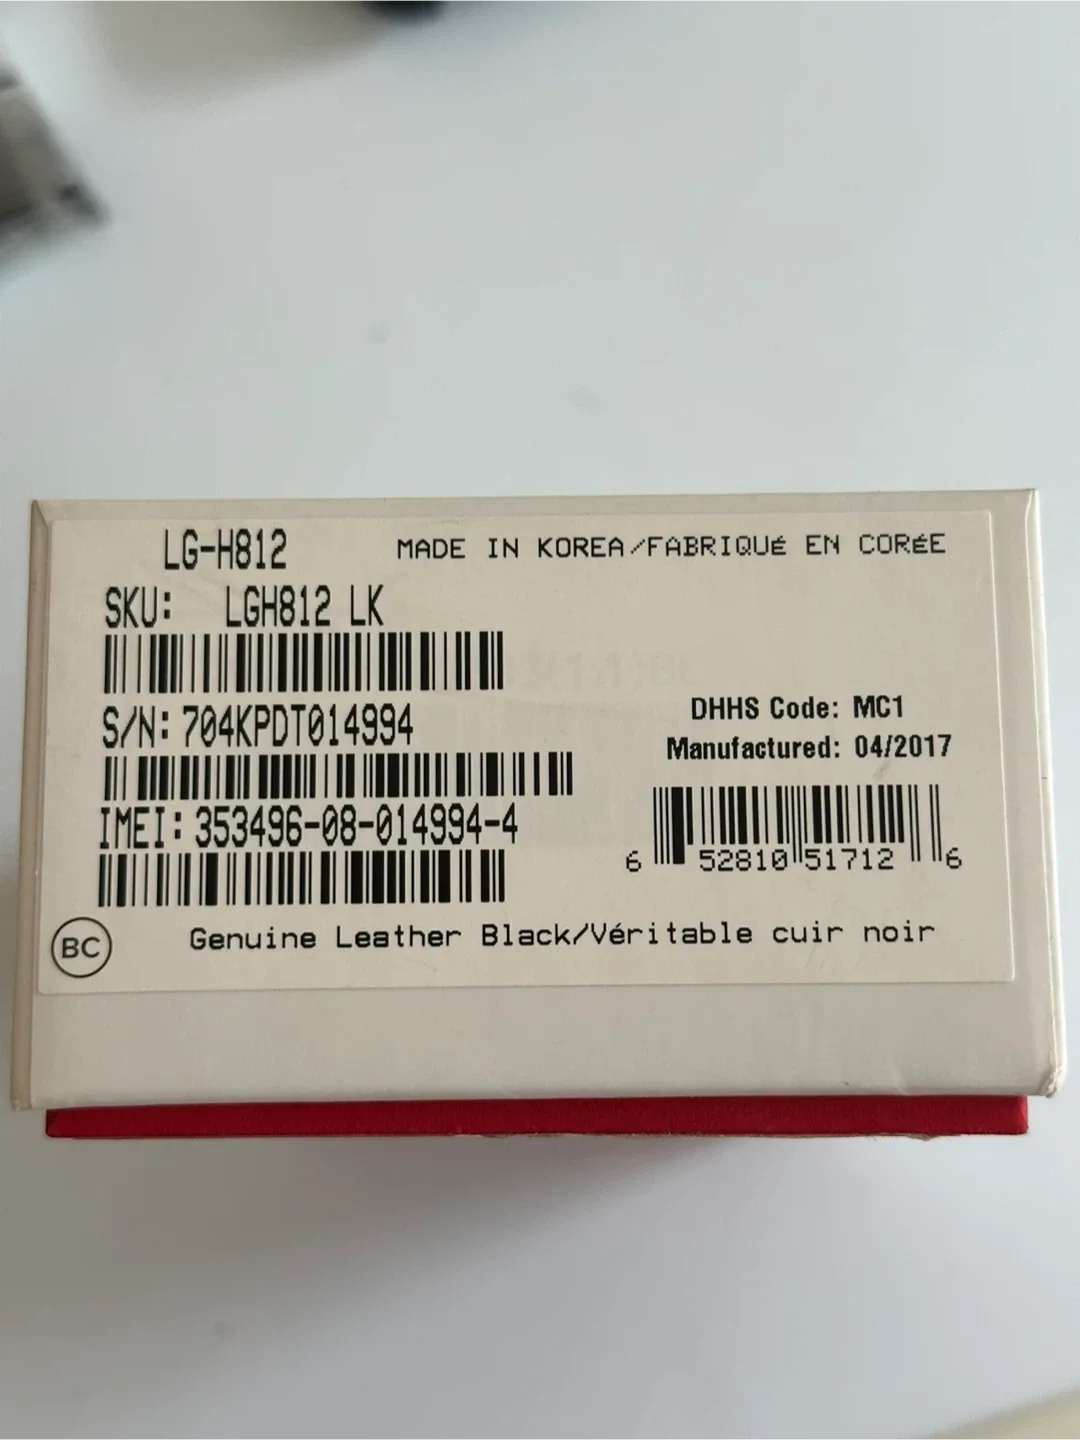 LG-H812
MADE IN KOREA/FABRIQUÉ EN CORÉE
SKU: LGH812 LK
S/N: 704KPDT014994
DHHS Code: MC1
Manufactured: 04/2017
IMEI: 353496-08-014994-4
6 52810 51712 6
BC
Genuine Leather Black/Véritable cuir noir